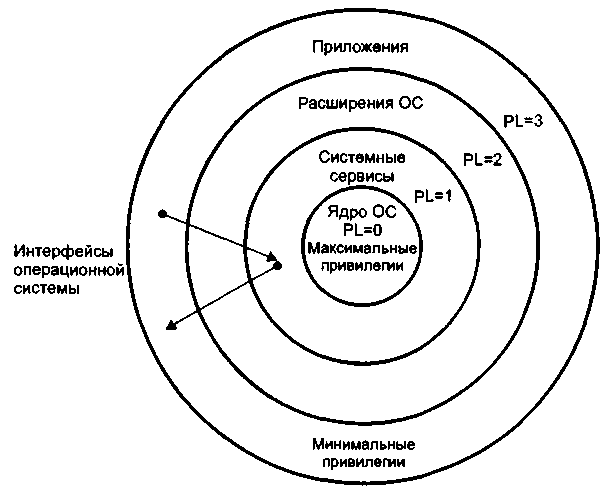 Приложения
Расширения ОС
PL=3
Системные
сервисы
PL=2
Ядро ОС
PL=0
PL=1
Максимальные
привилегии
Интерфейсы
операционной
системы
Минимальные
привилегии